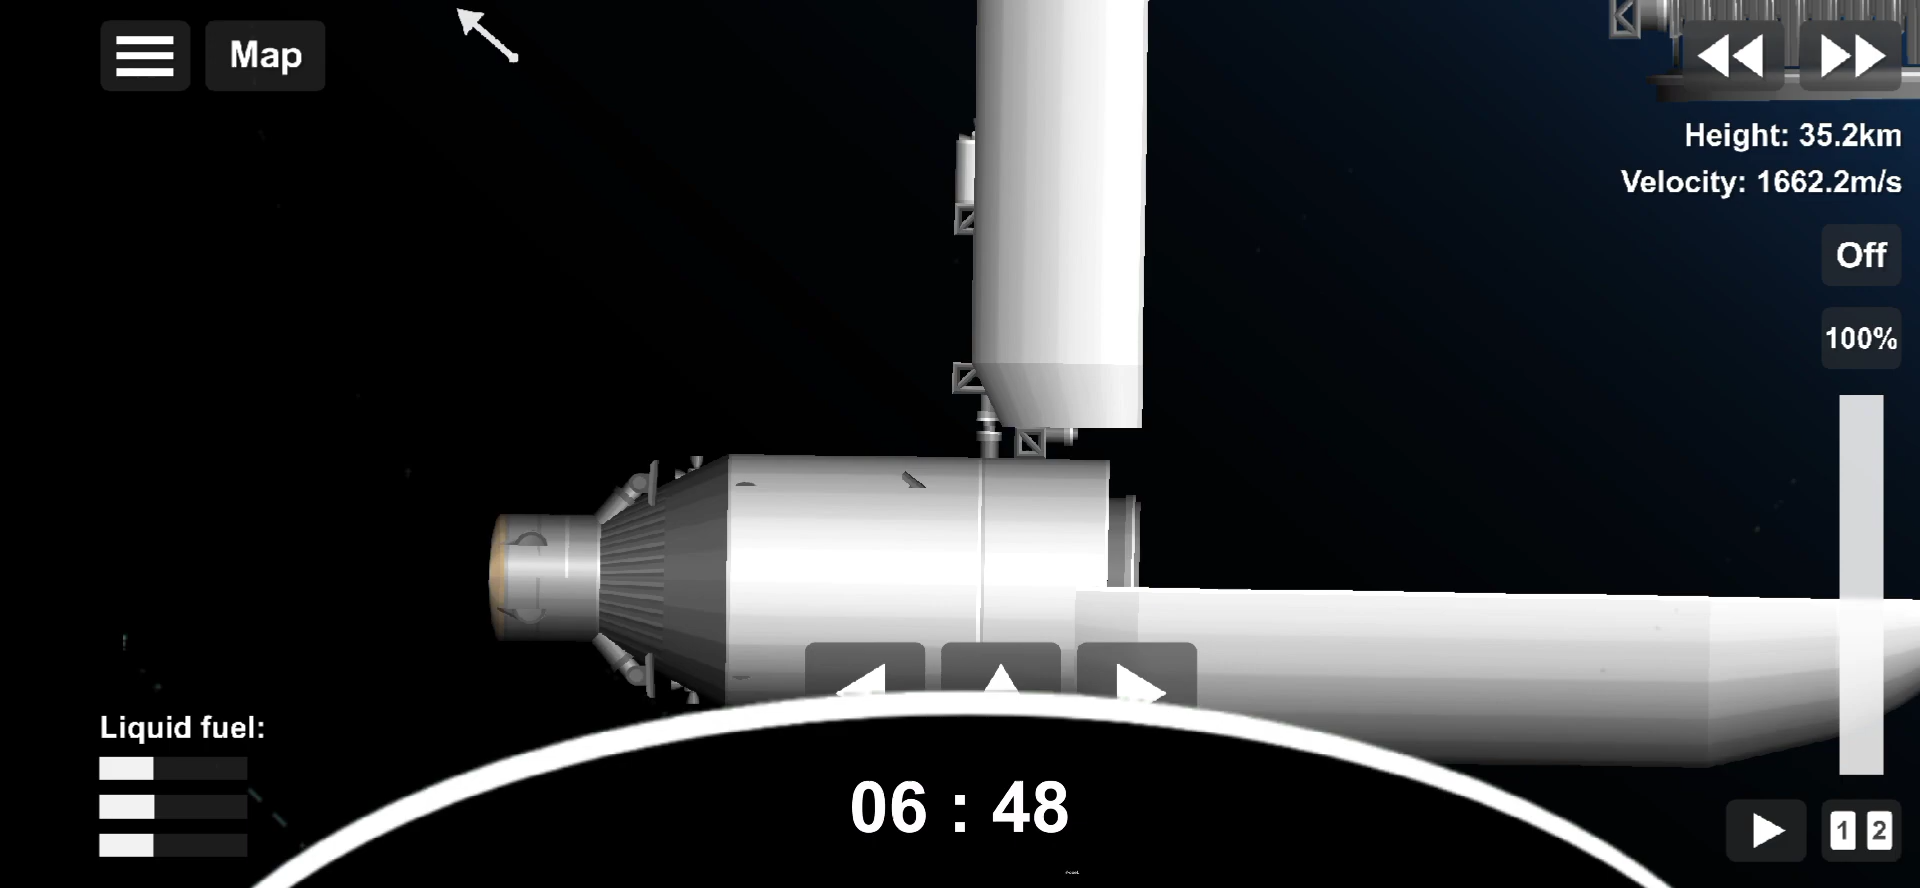 Map
Height: 35.2km
Velocity: 1662.2m/s
Off
100%
Liquid fuel:
06 : 48
1 2